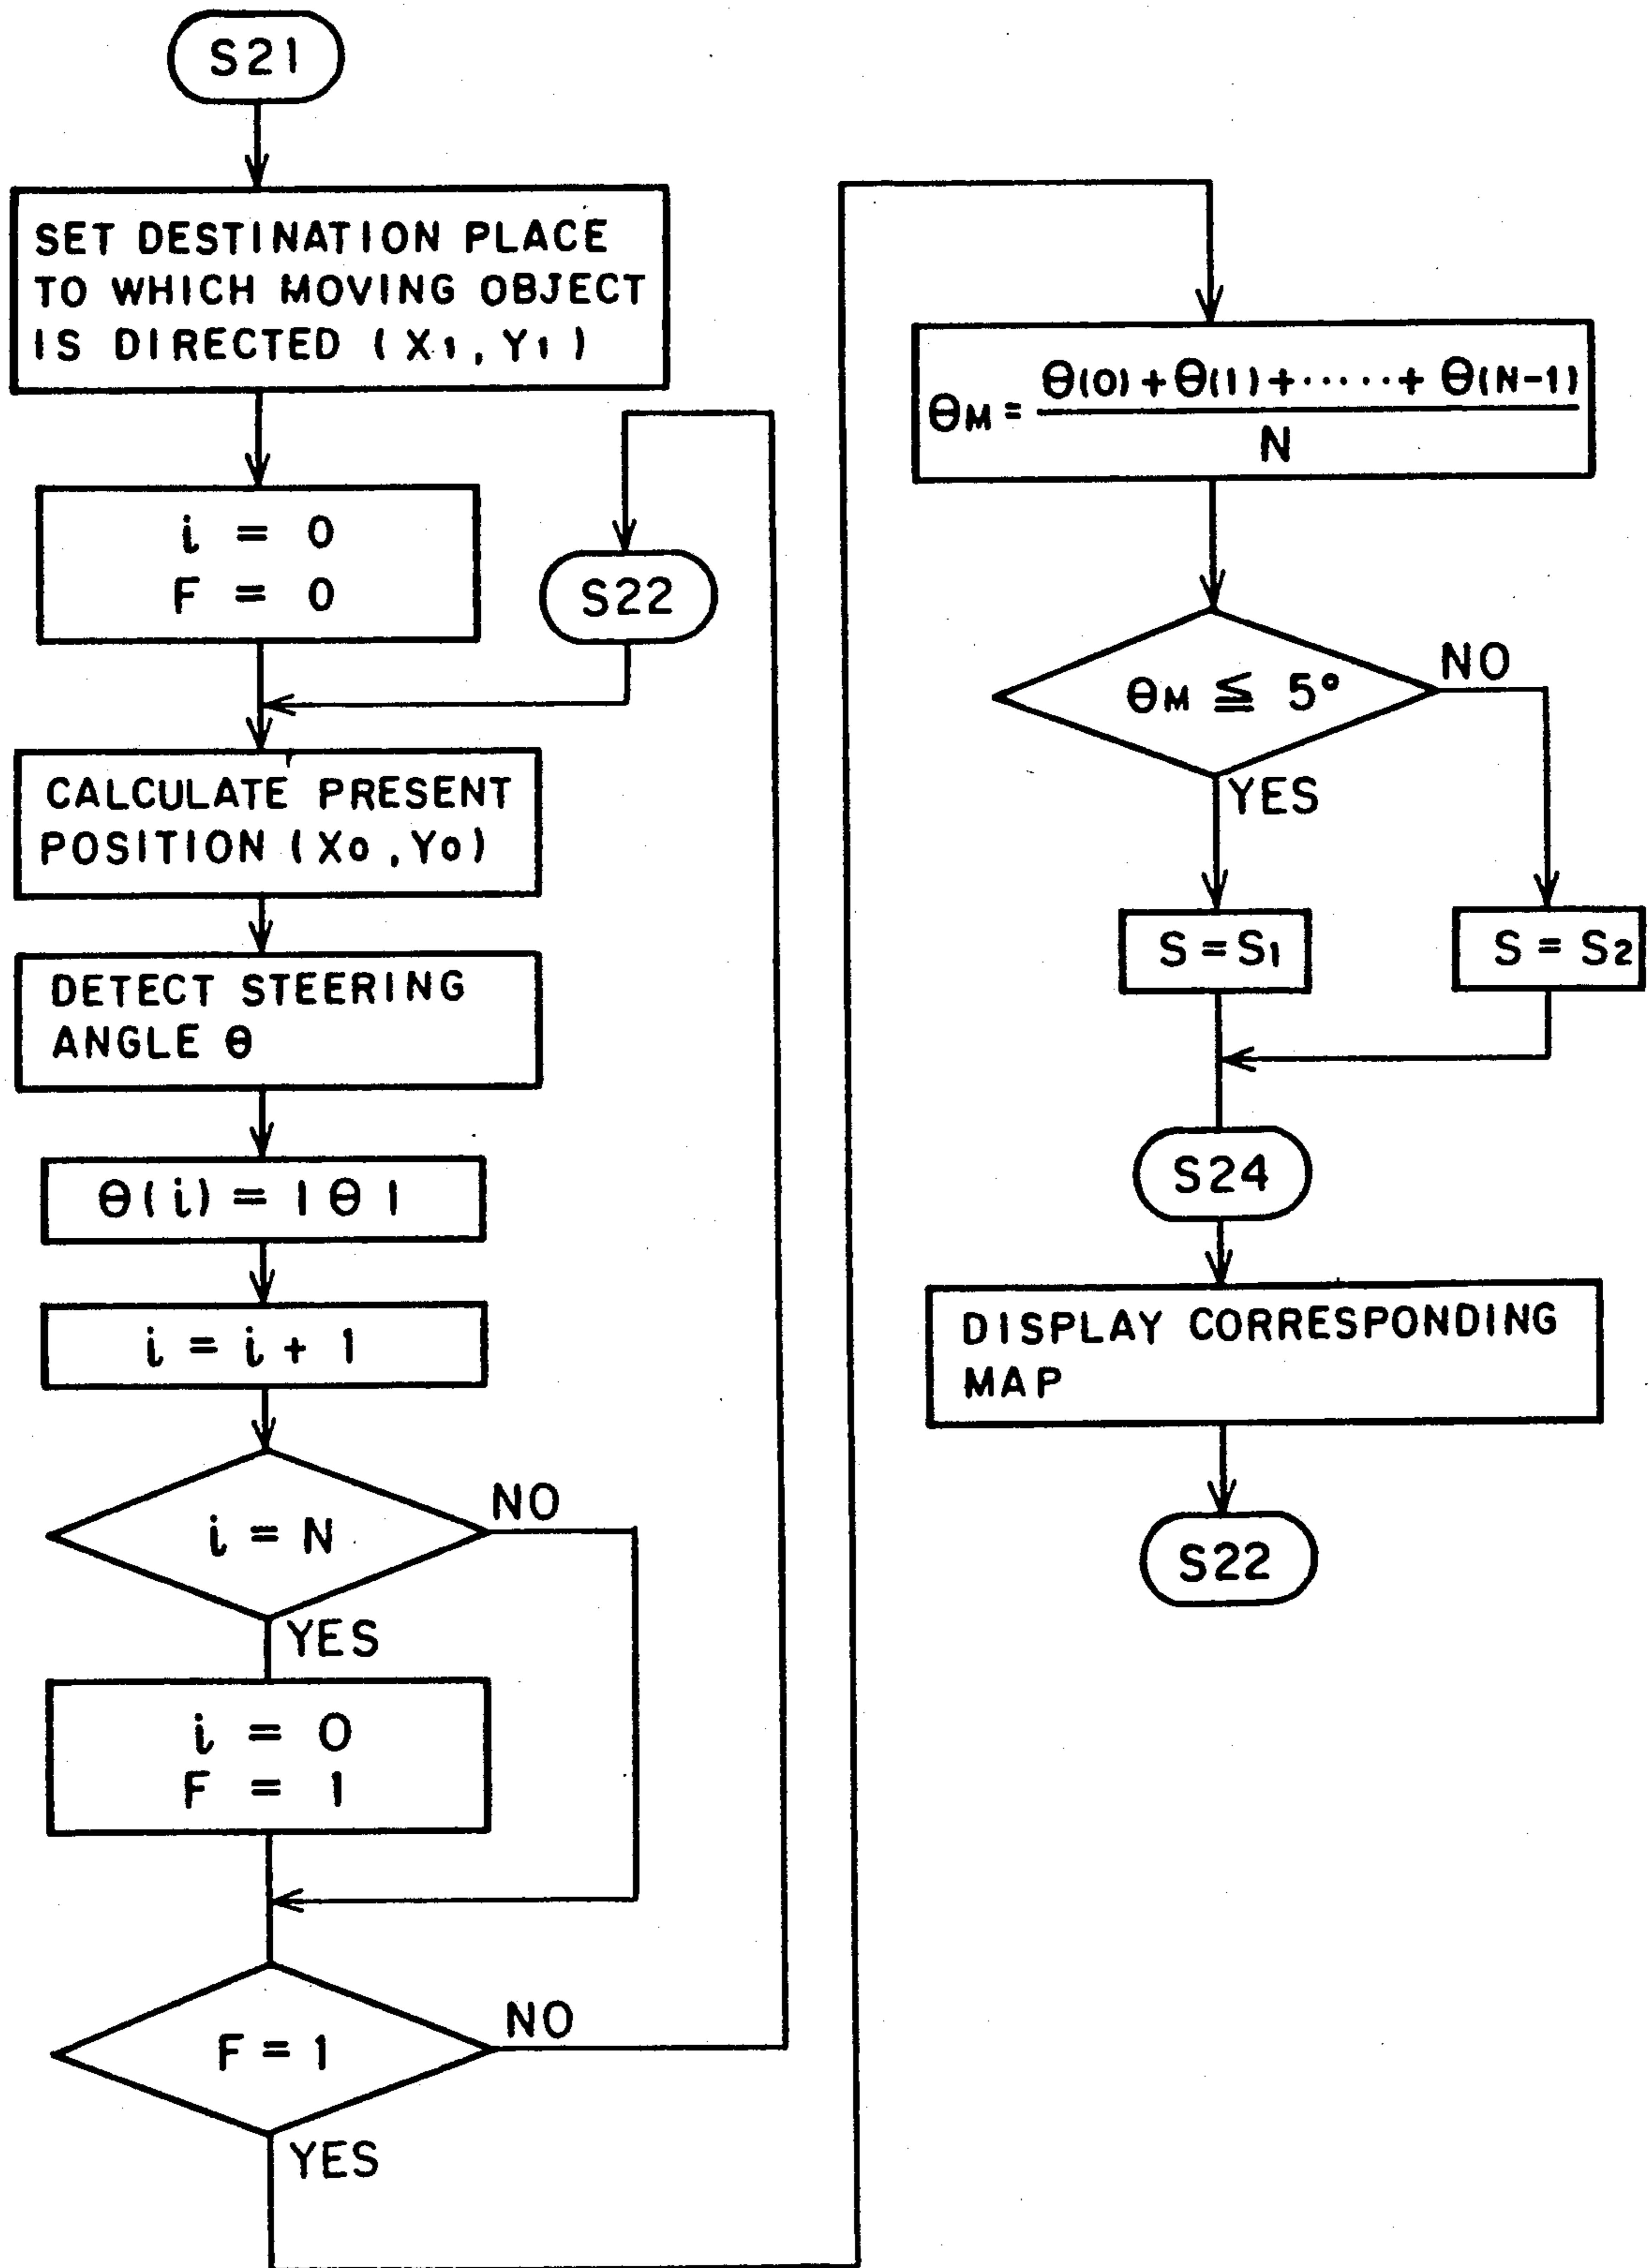 S21
SET DESTINATION PLACE
TO WHICH MOVING OBJECT
IS DIRECTED (X1, Y1)
i = 0
F = 0
S22
CALCULATE PRESENT
POSITION (X0, Y0)
DETECT STEERING
ANGLE θ
θ(i) = |θ|
i = i + 1
i = N
NO
YES
i = 0
F = 1
F = 1
NO
YES
θM = θ(0) + θ(1) + ····· + θ(N-1)
N
θM ≦ 5°
NO
YES
S = S1
S = S2
S24
DISPLAY CORRESPONDING
MAP
S22